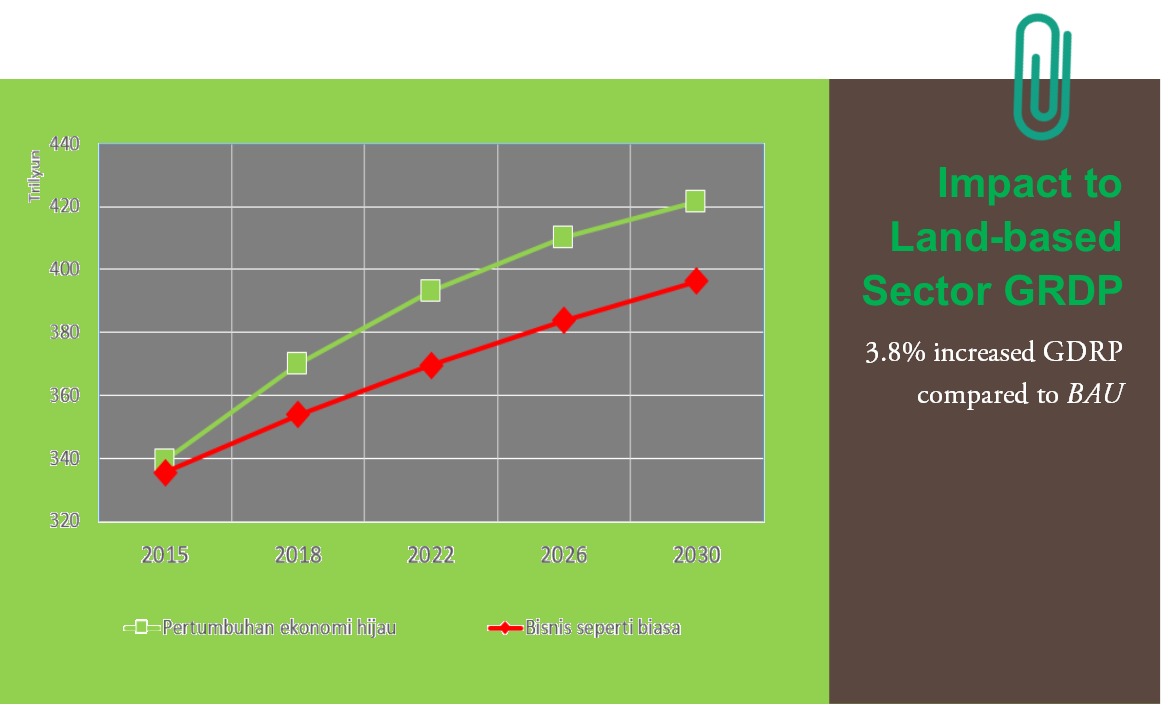 Impact to
Land-based
Sector GRDP
3.8% increased GDRP
compared to BAU
Trilyun
440
420
400
380
360
340
320
2015 2018 2022 2026 2030
Pertumbuhan ekonomi hijau Bisnis seperti biasa